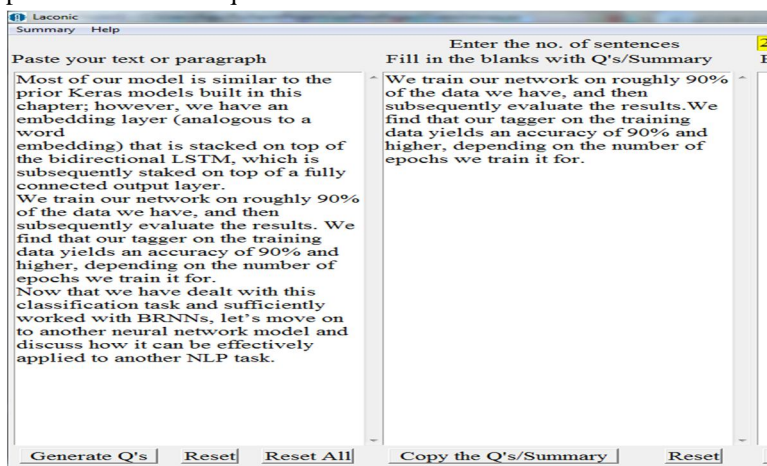 Laconic
Summary Help
Enter the no. of sentences
2
Paste your text or paragraph
Fill in the blanks with Q's/Summary
Most of our model is similar to the
prior Keras models built in this
chapter; however, we have an
embedding layer (analogous to a
word
embedding) that is stacked on top of
the bidirectional LSTM, which is
subsequently staked on top of a fully
connected output layer.
We train our network on roughly 90%
of the data we have, and then
subsequently evaluate the results. We
find that our tagger on the training
data yields an accuracy of 90% and
higher, depending on the number of
epochs we train it for.
Now that we have dealt with this
classification task and sufficiently
worked with BRNNs, let's move on
to another neural network model and
discuss how it can be effectively
applied to another NLP task.
We train our network on roughly 90%
of the data we have, and then
subsequently evaluate the results.We
find that our tagger on the training
data yields an accuracy of 90% and
higher, depending on the number of
epochs we train it for.
Generate Q's Reset Reset All
Copy the Q's/Summary Reset